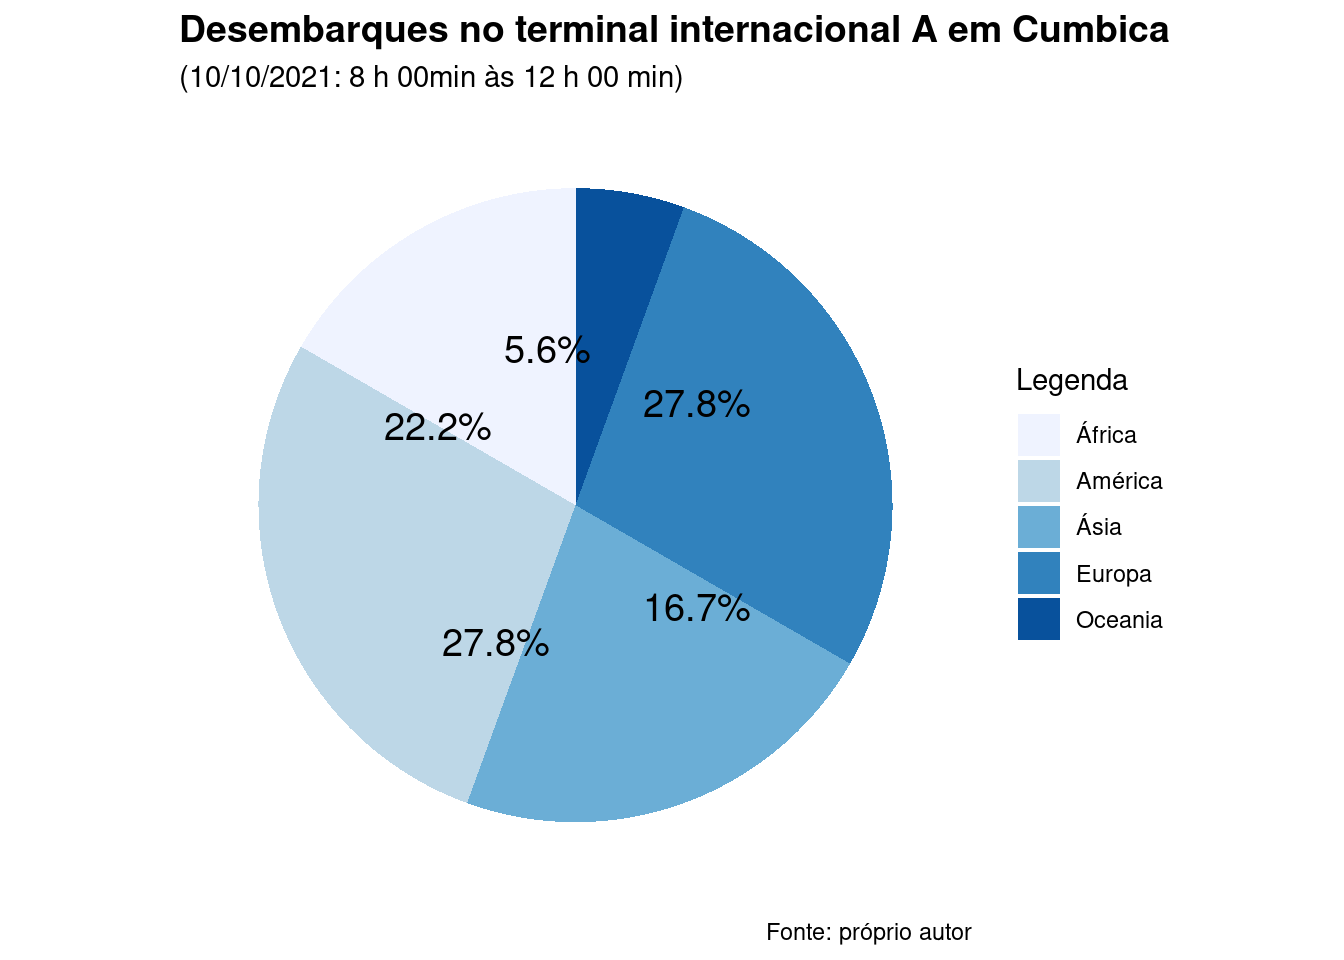 Desembarques no terminal internacional A em Cumbica
(10/10/2021: 8 h 00min às 12 h 00 min)
5.6%
27.8%
22.2%
16.7%
27.8%
Legenda
África
América
Ásia
Europa
Oceania
Fonte: próprio autor